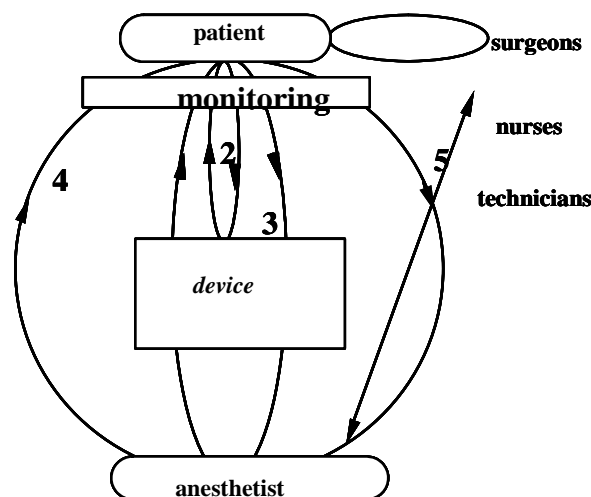 patient
surgeons
monitoring
nurses
2
5
4
technicians
3
device
anesthetist